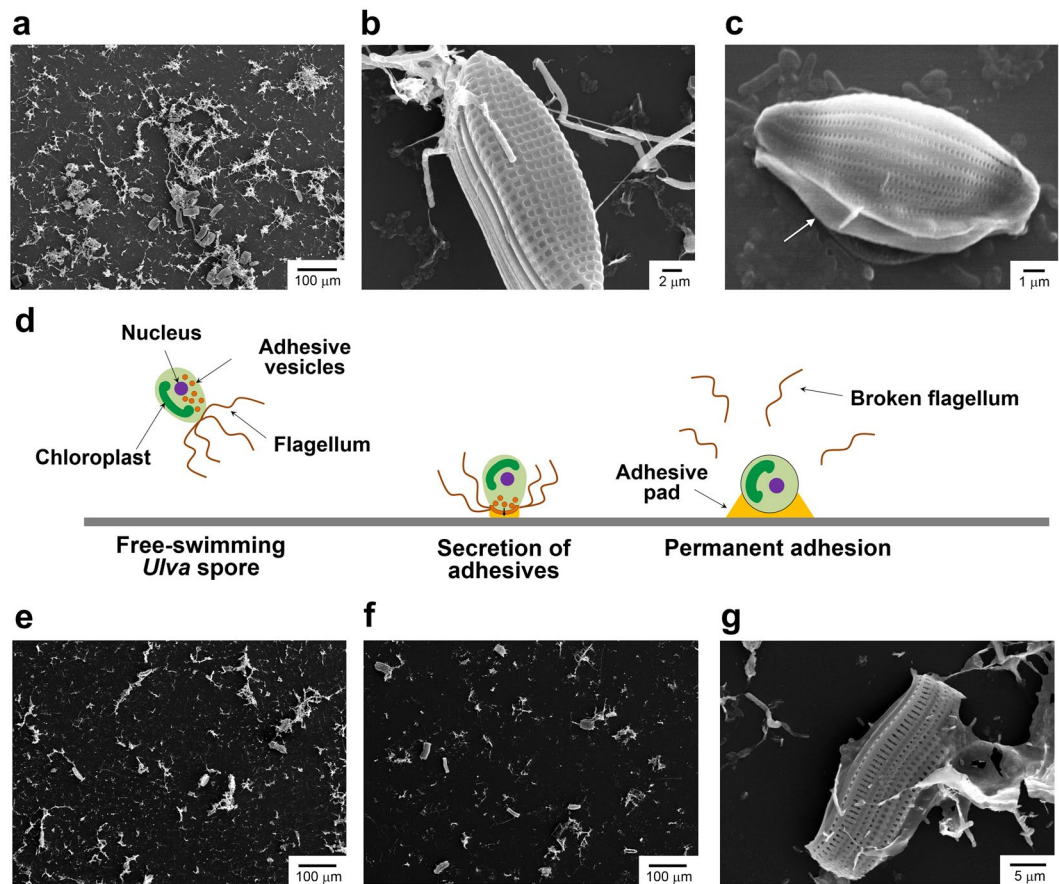 a
b
c
100 μm
2 μm
1 μm
d
Nucleus
Adhesive
vesicles
Chloroplast
Flagellum
Broken flagellum
Adhesive
pad
Free-swimming
Ulva spore
Secretion of
adhesives
Permanent adhesion
e
f
g
100 μm
100 μm
5 μm